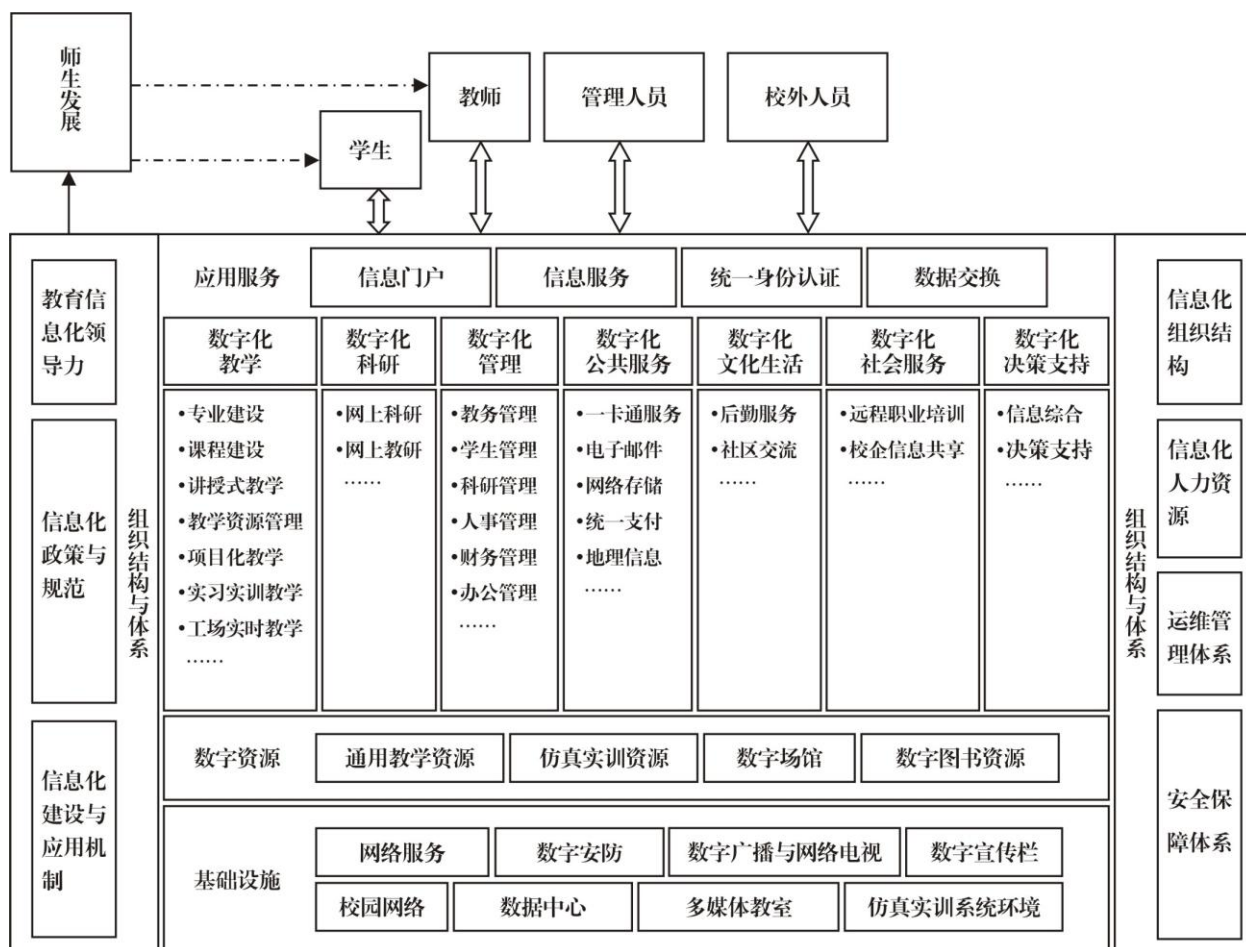 师生发展
教师
管理人员
校外人员
学生
教育信
息化领
导力
信息化
政策与
规范
信息化
建设与
应用机
制
组织结构与体系
应用服务
信息门户
信息服务
统一身份认证
数据交换
数字化
教学
数字化
科研
数字化
管理
数字化
公共服务
数字化
文化生活
数字化
社会服务
数字化
决策支持
•专业建设
•课程建设
•讲授式教学
•教学资源管理
•项目化教学
•实习实训教学
•工场实时教学
……
•网上科研
•网上教研
……
•教务管理
•学生管理
•科研管理
•人事管理
•财务管理
•办公管理
……
•一卡通服务
•电子邮件
•网络存储
•统一支付
•地理信息
……
•后勤服务
•社区交流
……
•远程职业培训
•校企信息共享
……
•信息综合
•决策支持
……
数字资源
通用教学资源
仿真实训资源
数字场馆
数字图书资源
基础设施
网络服务
数字安防
数字广播与网络电视
数字宣传栏
校园网络
数据中心
多媒体教室
仿真实训系统环境
组织结构与体系
信息化
组织结
构
信息化
人力资
源
运维管
理体系
安全保
障体系